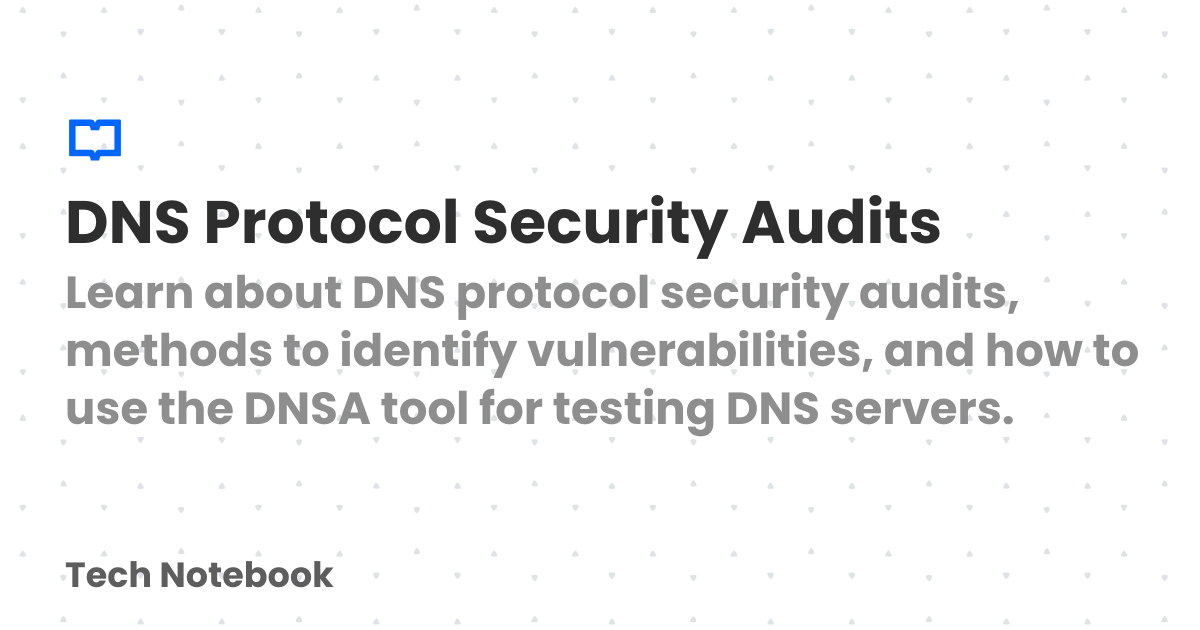 DNS Protocol Security Audits
Learn about DNS protocol security audits,
methods to identify vulnerabilities, and how to
use the DNSA tool for testing DNS servers.
Tech Notebook